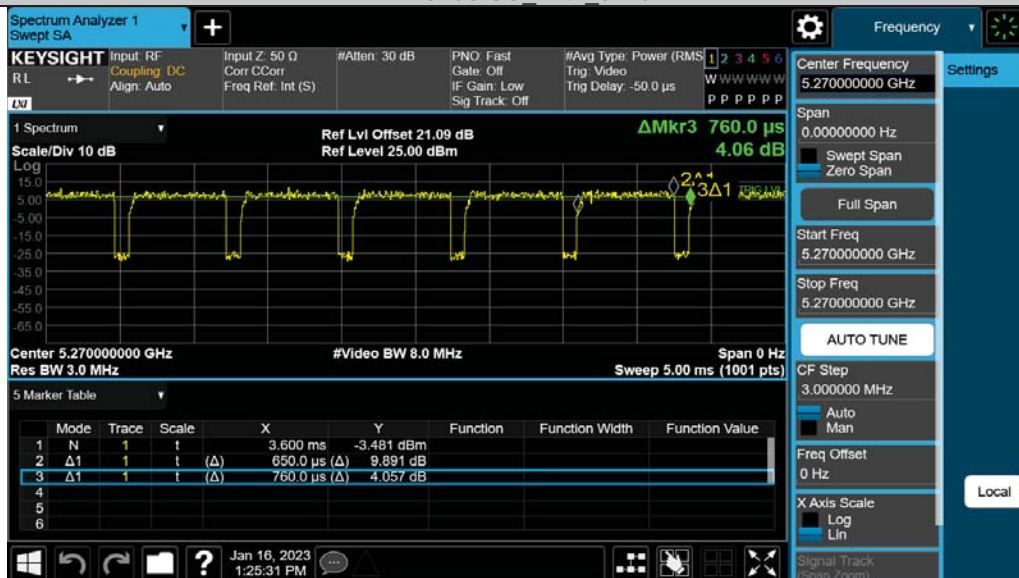 Spectrum Analyzer 1
Swept SA
+
Frequency
KEYSIGHT Input: RF Input Z: 50 Ω #Atten: 30 dB PNO: Fast #Avg Type: Power (RMS 1 2 3 4 5 6
RL Coupling: DC Corr CCorr Gate: Off Trig: Video W W W W W W
Align: Auto Freq Ref: Int (S) IF Gain: Low Trig Delay: -50.0 µs
LXI Sig Track: Off P P P P P P
1 Spectrum
Scale/Div 10 dB
Ref Lvl Offset 21.09 dB
Ref Level 25.00 dBm
ΔMkr3 760.0 µs
4.06 dB
Log
15.0
5.00
-5.00
-15.0
-25.0
-35.0
-45.0
-55.0
-65.0
1
3Δ1
TRIG LVL
Center 5.270000000 GHz #Video BW 8.0 MHz Span 0 Hz
Res BW 3.0 MHz Sweep 5.00 ms (1001 pts)
5 Marker Table
Mode Trace Scale X Y Function Function Width Function Value
1 N 1 t 3.600 ms -3.481 dBm
2 Δ1 1 t (Δ) 650.0 µs (Δ) 9.891 dB
3 Δ1 1 t (Δ) 760.0 µs (Δ) 4.057 dB
4
5
6
?
Jan 16, 2023
1:25:31 PM
Center Frequency
5.270000000 GHz
Span
0.00000000 Hz
Swept Span
Zero Span
Full Span
Start Freq
5.270000000 GHz
Stop Freq
5.270000000 GHz
AUTO TUNE
CF Step
3.000000 MHz
Auto
Man
Freq Offset
0 Hz
X Axis Scale
Log
Lin
Signal Track
(Span Zoom)
Settings
Local